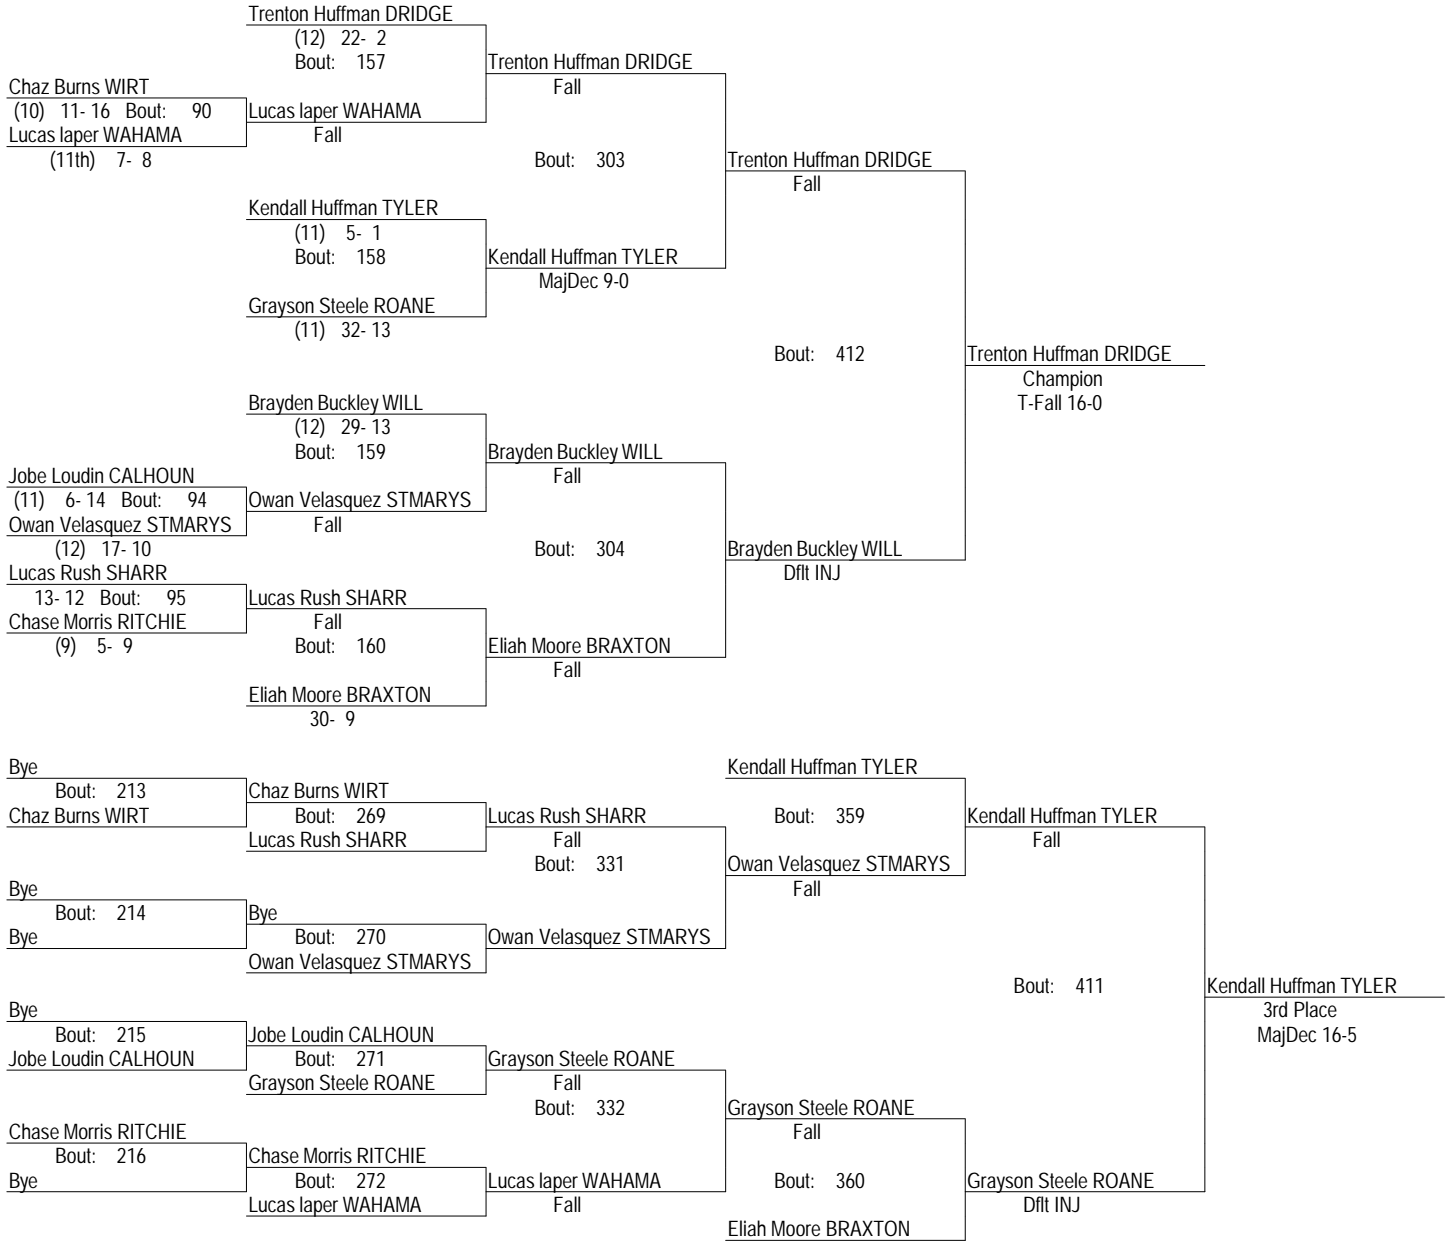 Trenton Huffman DRIDGE
(12) 22- 2
Bout: 157
Trenton Huffman DRIDGE
Fall
Chaz Burns WIRT
(10) 11- 16 Bout: 90
Lucas Iaper WAHAMA
Lucas Iaper WAHAMA
Fall
(11th) 7- 8
Bout: 303
Trenton Huffman DRIDGE
Fall
Kendall Huffman TYLER
(11) 5- 1
Bout: 158
Kendall Huffman TYLER
MajDec 9-0
Grayson Steele ROANE
(11) 32- 13
Bout: 412
Trenton Huffman DRIDGE
Champion
T-Fall 16-0
Brayden Buckley WILL
(12) 29- 13
Bout: 159
Brayden Buckley WILL
Fall
Jobe Loudin CALHOUN
(11) 6- 14 Bout: 94
Owan Velasquez STMARYS
Owan Velasquez STMARYS
Fall
(12) 17- 10
Bout: 304
Brayden Buckley WILL
Dflt INJ
Lucas Rush SHARR
13- 12 Bout: 95
Lucas Rush SHARR
Chase Morris RITCHIE
Fall
(9) 5- 9
Bout: 160
Eliah Moore BRAXTON
Fall
Eliah Moore BRAXTON
30- 9
Bye
Bout: 213
Chaz Burns WIRT
Chaz Burns WIRT
Bout: 269
Lucas Rush SHARR
Lucas Rush SHARR
Fall
Bout: 331
Kendall Huffman TYLER
Bout: 359
Kendall Huffman TYLER
Fall
Owan Velasquez STMARYS
Fall
Bye
Bout: 214
Bye
Bye
Bout: 270
Owan Velasquez STMARYS
Owan Velasquez STMARYS
Bout: 411
Kendall Huffman TYLER
3rd Place
MajDec 16-5
Bye
Bout: 215
Jobe Loudin CALHOUN
Jobe Loudin CALHOUN
Bout: 271
Grayson Steele ROANE
Grayson Steele ROANE
Fall
Bout: 332
Grayson Steele ROANE
Fall
Chase Morris RITCHIE
Bout: 216
Bye
Chase Morris RITCHIE
Bout: 272
Lucas Iaper WAHAMA
Lucas Iaper WAHAMA
Fall
Bout: 360
Grayson Steele ROANE
Dflt INJ
Eliah Moore BRAXTON